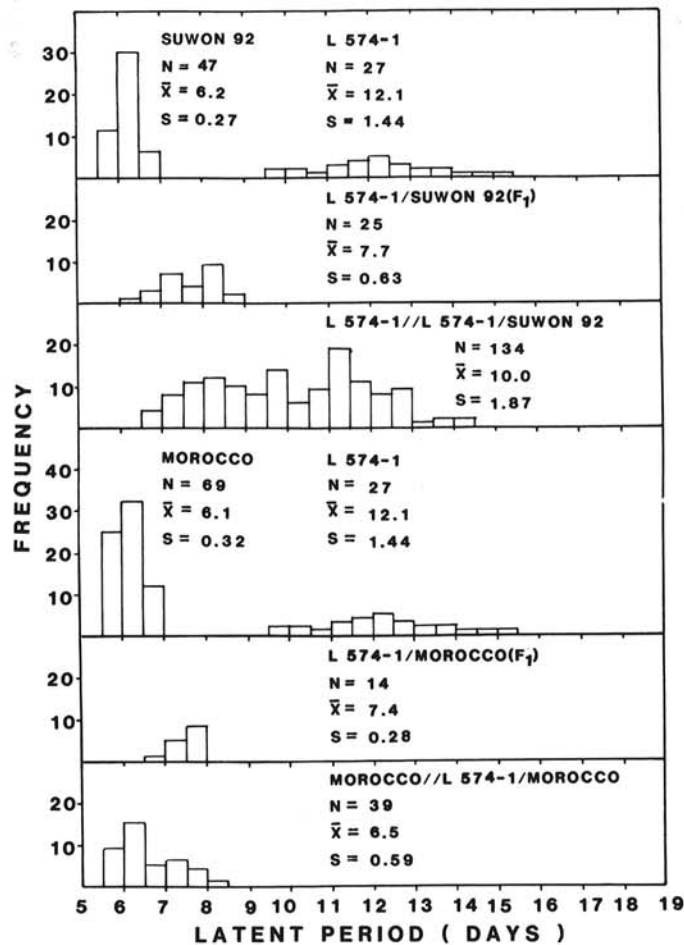 SUWON 92 L 574-1
30 N = 47 N = 27
20 X̄ = 6.2 X̄ = 12.1
10 S = 0.27 S = 1.44
L 574-1/SUWON 92(F₁)
20 N = 25
10 X̄ = 7.7
S = 0.63
L 574-1//L 574-1/SUWON 92
20 N = 134
10 X̄ = 10.0
S = 1.87
FREQUENCY
MOROCCO L 574-1
40 N = 69 N = 27
30 X̄ = 6.1 X̄ = 12.1
20 S = 0.32 S = 1.44
10
L 574-1/MOROCCO(F₁)
20 N = 14
10 X̄ = 7.4
S = 0.28
MOROCCO//L 574-1/MOROCCO
20 N = 39
10 X̄ = 6.5
S = 0.59
5 6 7 8 9 10 11 12 13 14 15 16 17 18 19
LATENT PERIOD ( DAYS )